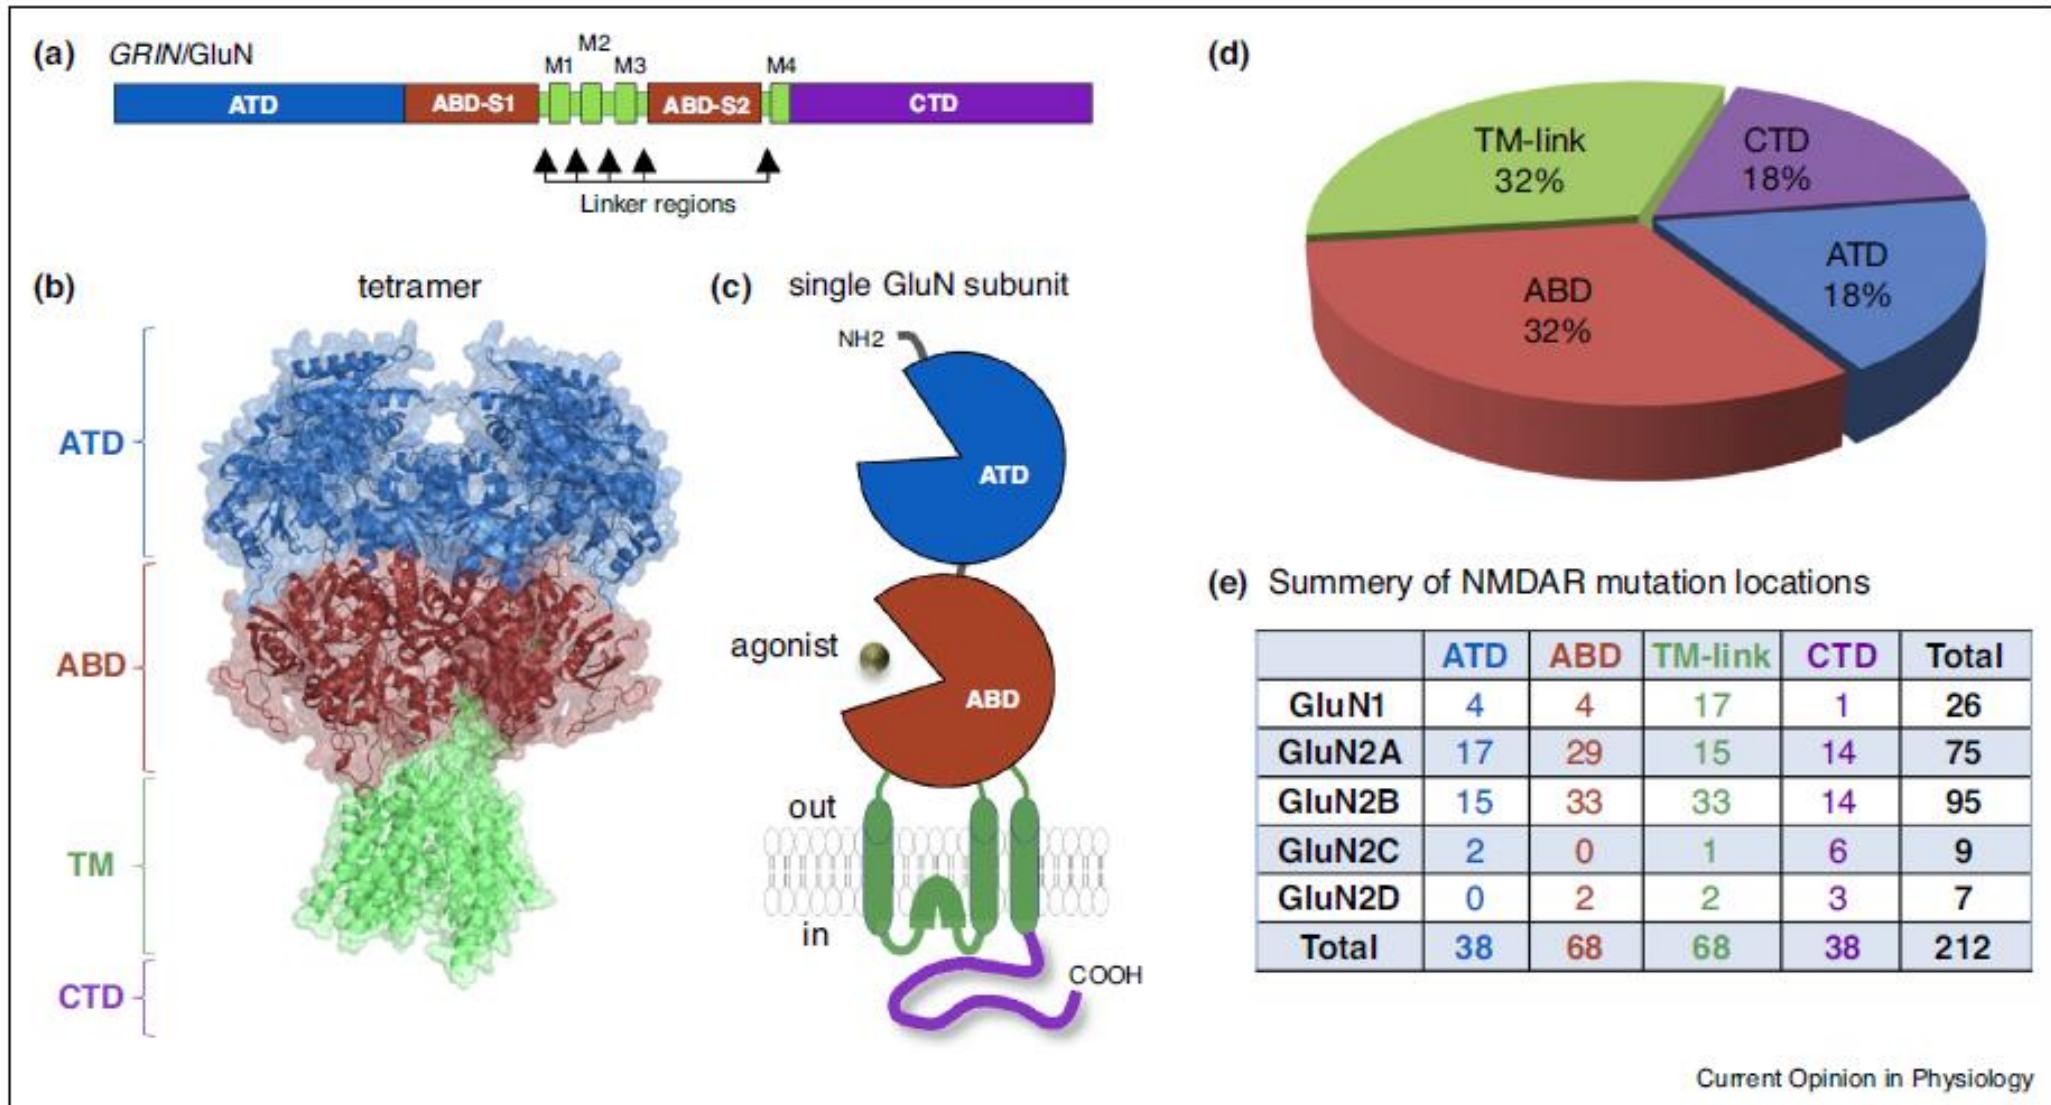 (a) GRIN/GluN
M1 M2 M3 M4
ATD ABD-S1 ABD-S2 CTD
Linker regions
(b) tetramer
ATD
ABD
TM
CTD
(c) single GluN subunit
NH2
ATD
agonist
ABD
out
in
COOH
(d)
TM-link
32%
CTD
18%
ATD
18%
ABD
32%
(e) Summery of NMDAR mutation locations
ATD ABD TM-link CTD Total
GluN1 4 4 17 1 26
GluN2A 17 29 15 14 75
GluN2B 15 33 33 14 95
GluN2C 2 0 1 6 9
GluN2D 0 2 2 3 7
Total 38 68 68 38 212
Current Opinion in Physiology